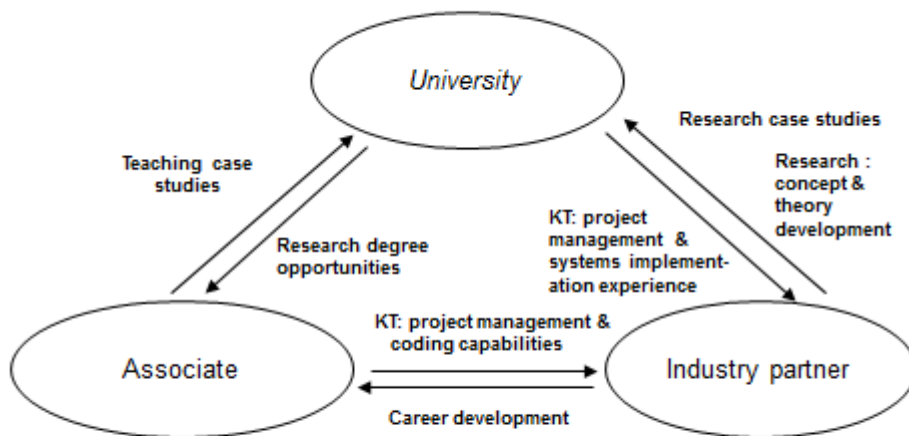 University
Research case studies
Teaching case
studies
Research :
concept &
theory
development
KT: project
management &
systems implement-
ation experience
Research degree
opportunities
KT: project management &
coding capabilities
Associate
Industry partner
Career development